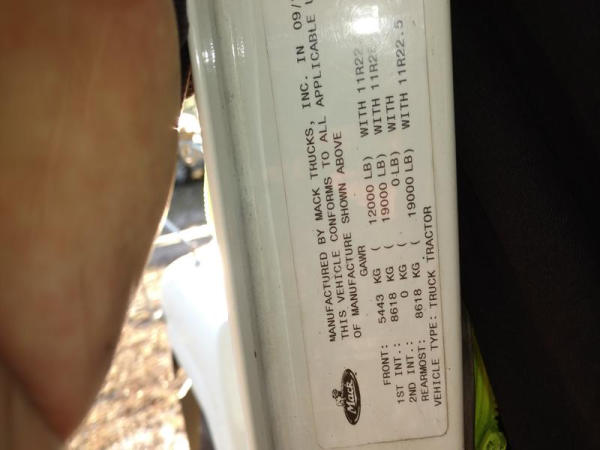 MANUFACTURED BY MACK TRUCKS, INC. IN 09/
THIS VEHICLE CONFORMS TO ALL APPLICABLE
OF MANUFACTURE SHOWN ABOVE
GAWR
FRONT: 5443 KG ( 12000 LB) WITH 11R22
1ST INT.: 8618 KG ( 19000 LB) WITH
2ND INT.: 0 KG ( 0 LB) WITH
REARMOST: 8618 KG ( 19000 LB) WITH 11R22.5
VEHICLE TYPE: TRUCK TRACTOR
Mack